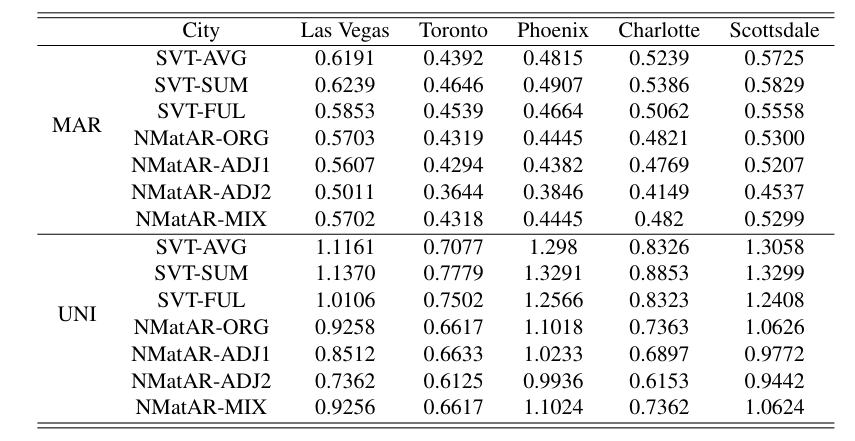 City Las Vegas Toronto Phoenix Charlotte Scottsdale
MAR
SVT-AVG 0.6191 0.4392 0.4815 0.5239 0.5725
SVT-SUM 0.6239 0.4646 0.4907 0.5386 0.5829
SVT-FUL 0.5853 0.4539 0.4664 0.5062 0.5558
NMatAR-ORG 0.5703 0.4319 0.4445 0.4821 0.5300
NMatAR-ADJ1 0.5607 0.4294 0.4382 0.4769 0.5207
NMatAR-ADJ2 0.5011 0.3644 0.3846 0.4149 0.4537
NMatAR-MIX 0.5702 0.4318 0.4445 0.482 0.5299
UNI
SVT-AVG 1.1161 0.7077 1.298 0.8326 1.3058
SVT-SUM 1.1370 0.7779 1.3291 0.8853 1.3299
SVT-FUL 1.0106 0.7502 1.2566 0.8323 1.2408
NMatAR-ORG 0.9258 0.6617 1.1018 0.7363 1.0626
NMatAR-ADJ1 0.8512 0.6633 1.0233 0.6897 0.9772
NMatAR-ADJ2 0.7362 0.6125 0.9936 0.6153 0.9442
NMatAR-MIX 0.9256 0.6617 1.1024 0.7362 1.0624